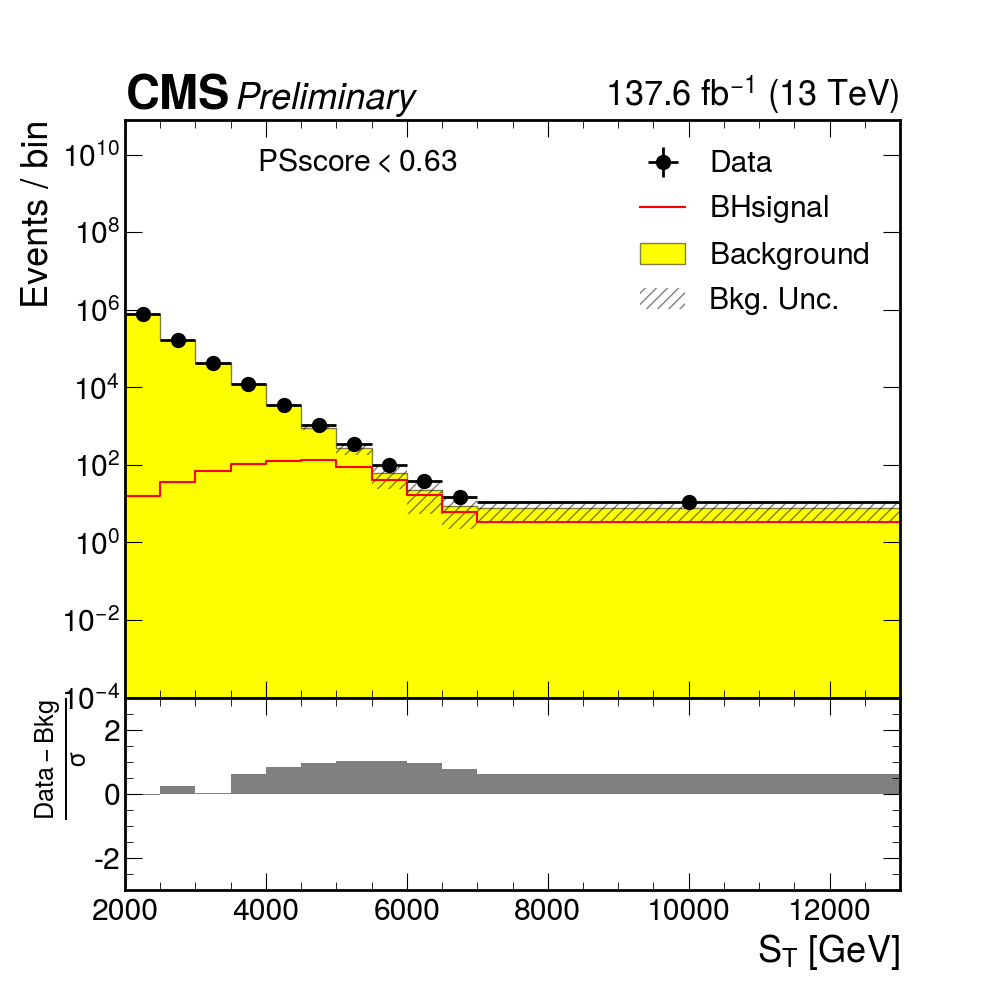 CMS Preliminary 137.6 fb⁻¹ (13 TeV)
Events / bin
PSscore < 0.63
Data
BHsignal
Background
Bkg. Unc.
10¹⁰
10⁸
10⁶
10⁴
10²
10⁰
10⁻²
10⁻⁴
Data – Bkg
σ
2
0
-2
2000 4000 6000 8000 10000 12000
S_T [GeV]